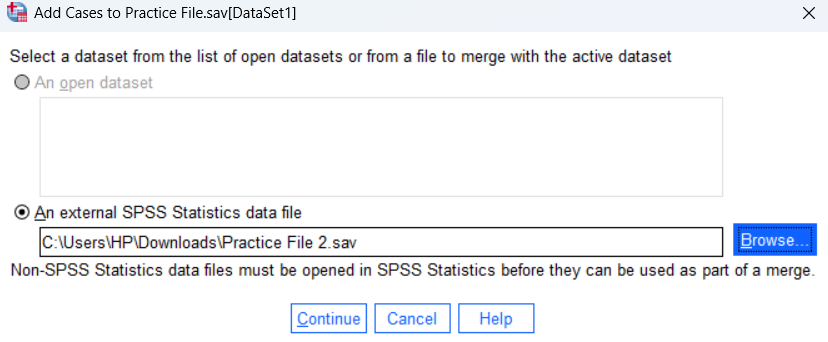 Add Cases to Practice File.sav[DataSet1]
Select a dataset from the list of open datasets or from a file to merge with the active dataset
An open dataset
An external SPSS Statistics data file
C:\Users\HP\Downloads\Practice File 2.sav
Browse...
Non-SPSS Statistics data files must be opened in SPSS Statistics before they can be used as part of a merge.
Continue Cancel Help